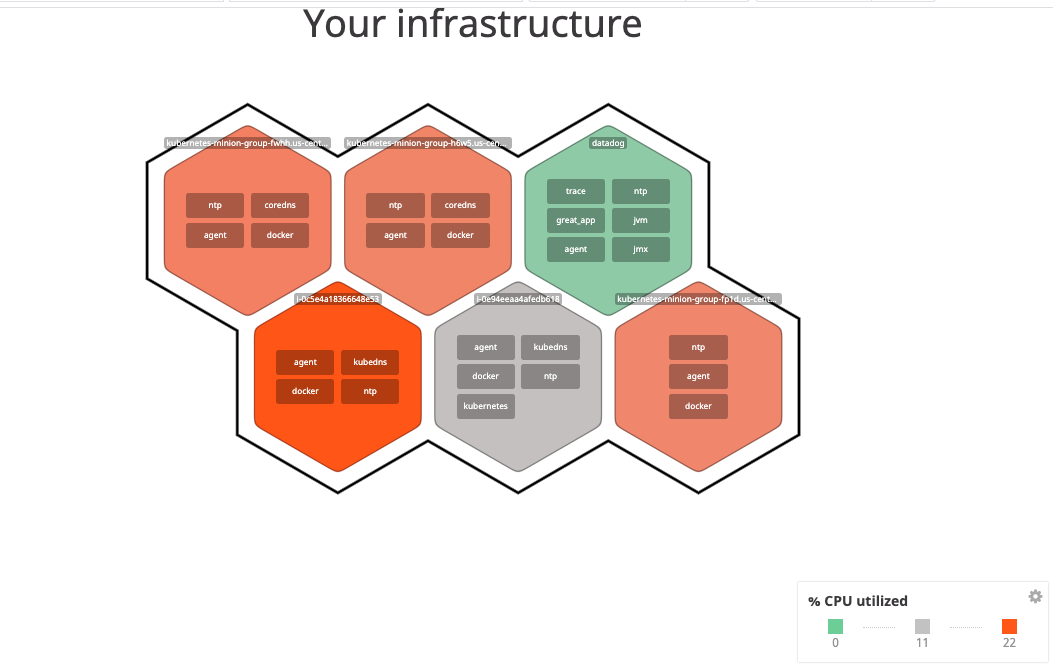 Your infrastructure
kubernetes-minion-group-fwhh.us-cent...
ntp coredns
agent docker
kubernetes-minion-group-h6w5.us-cen...
ntp coredns
agent docker
datadog
trace ntp
great_app jvm
agent jmx
i-0c5e4a18366648e53
agent kubedns
docker ntp
i-0e94eeaa4afedb618
agent kubedns
docker ntp
kubernetes
kubernetes-minion-group-fp1d.us-cent...
ntp
agent
docker
% CPU utilized
0 11 22